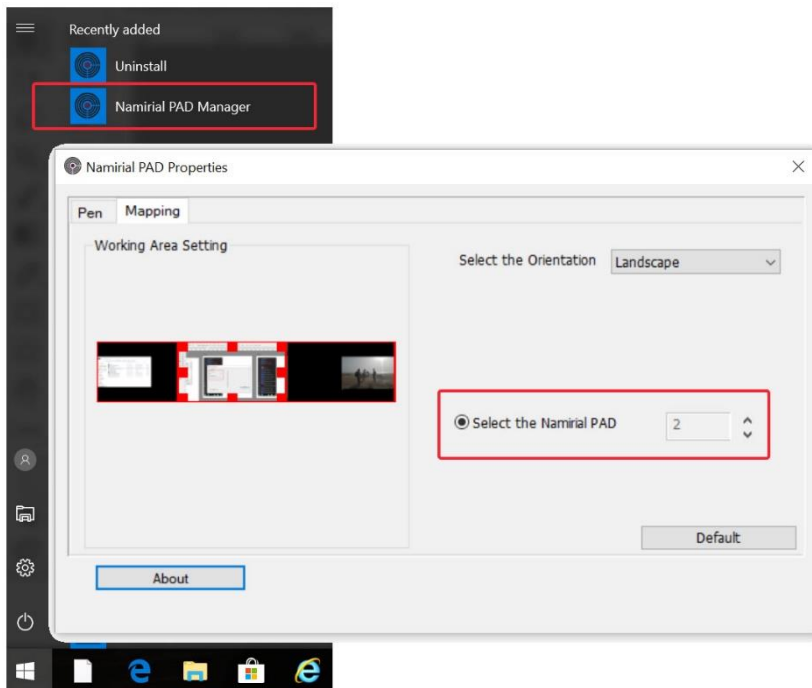 Recently added
Uninstall
Namirial PAD Manager
Namirial PAD Properties
Pen Mapping
Working Area Setting
Select the Orientation Landscape
Select the Namirial PAD 2
Default
About